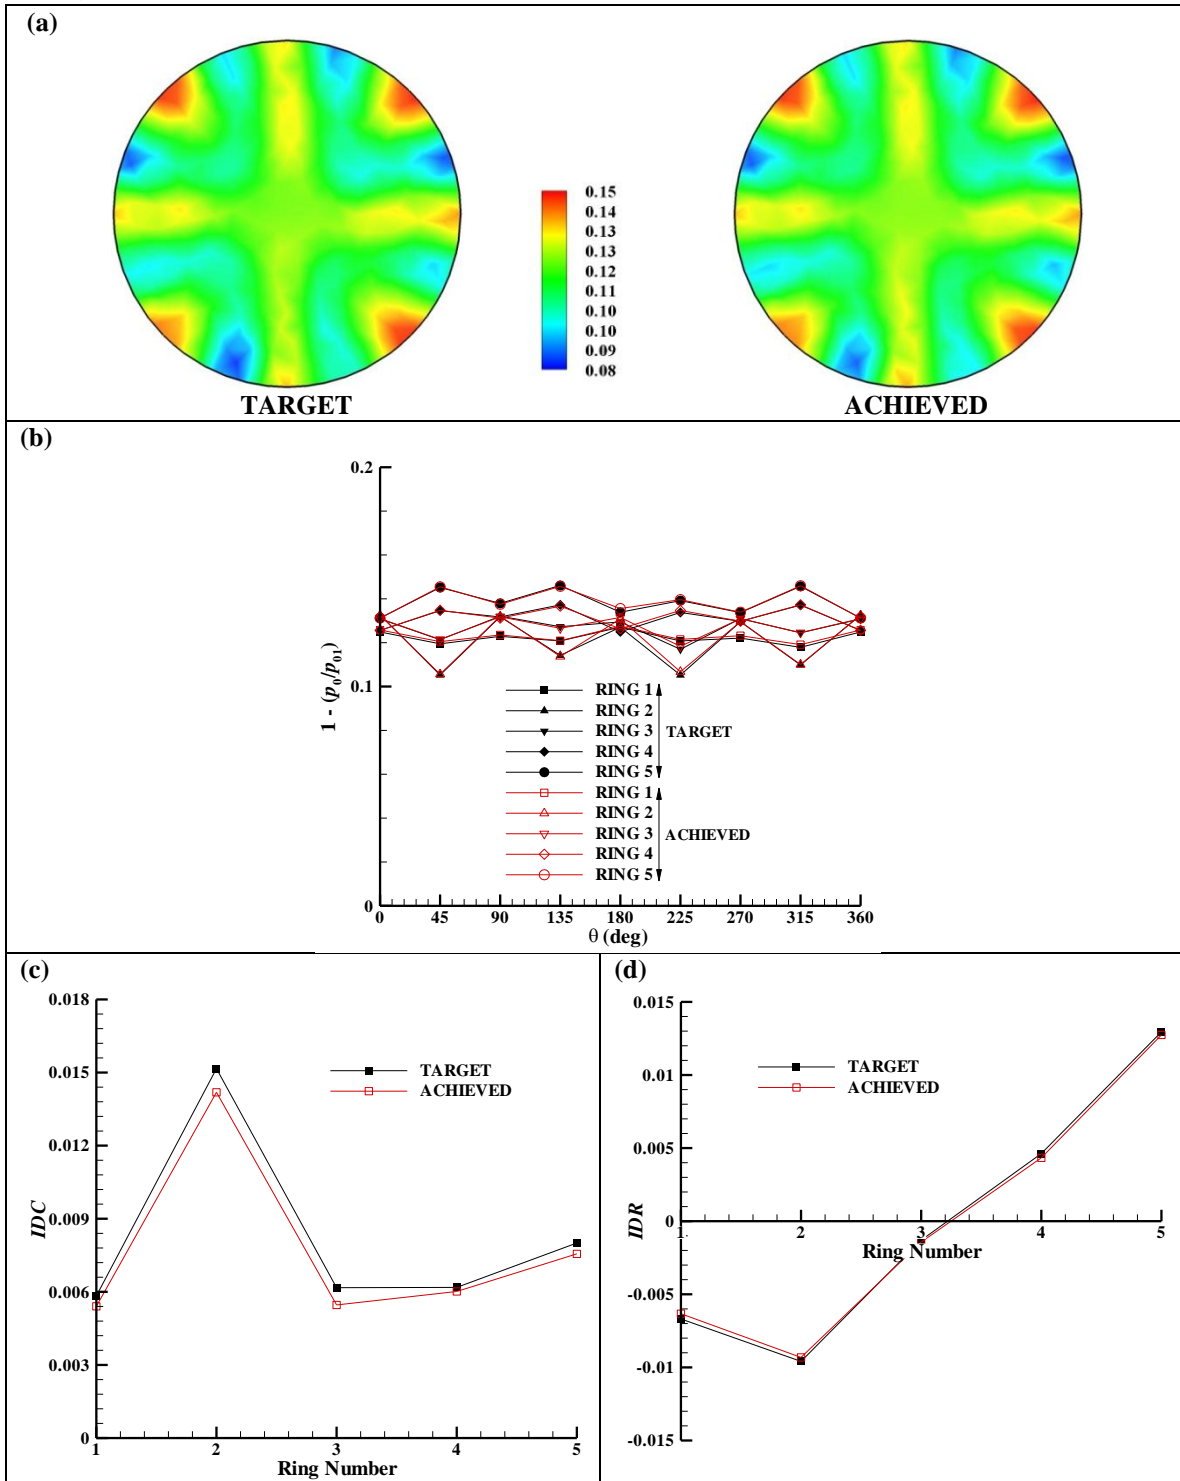 (a)
0.15
0.14
0.14
0.13
0.13
0.12
0.11
0.10
0.10
0.09
0.08
TARGET
ACHIEVED
(b)
0.2
0.1
0
1 - (p0/p01)
RING 1
RING 2
RING 3
RING 4
RING 5
TARGET
RING 1
RING 2
RING 3
RING 4
RING 5
ACHIEVED
0 45 90 135 180 225 270 315 360
θ (deg)
(c)
0.018
0.015
0.012
0.009
0.006
0.003
0
IDC
TARGET
ACHIEVED
1 2 3 4 5
Ring Number
(d)
0.015
0.01
0.005
0
-0.005
-0.01
-0.015
IDR
TARGET
ACHIEVED
1 2 3 4 5
Ring Number